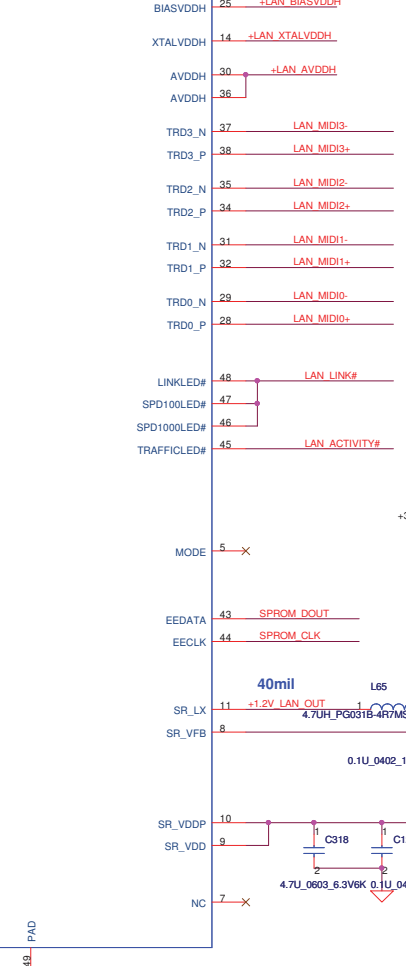 BIASVDDH 25 +LAN_BIASVDDH
XTALVDDH 14 +LAN_XTALVDDH
AVDDH 30 +LAN_AVDDH
AVDDH 36
TRD3_N 37 LAN_MIDI3-
TRD3_P 38 LAN_MIDI3+
TRD2_N 35 LAN_MIDI2-
TRD2_P 34 LAN_MIDI2+
TRD1_N 31 LAN_MIDI1-
TRD1_P 32 LAN_MIDI1+
TRD0_N 29 LAN_MIDI0-
TRD0_P 28 LAN_MIDI0+
LINKLED# 48 LAN_LINK#
SPD100LED# 47
SPD1000LED# 46
TRAFFICLED# 45 LAN_ACTIVITY#
MODE 5
EEDATA 43 SPROM_DOUT
EECLK 44 SPROM_CLK
40mil L65
SR_LX 11 +1.2V_LAN_OUT 1
4.7UH_PG031B-4R7MS
SR_VFB 8
0.1U_0402_1
SR_VDDP 10
1 1
SR_VDD 9 C318
2 2
4.7U_0603_6.3V6K 0.1U_04
NC 7
PAD
49